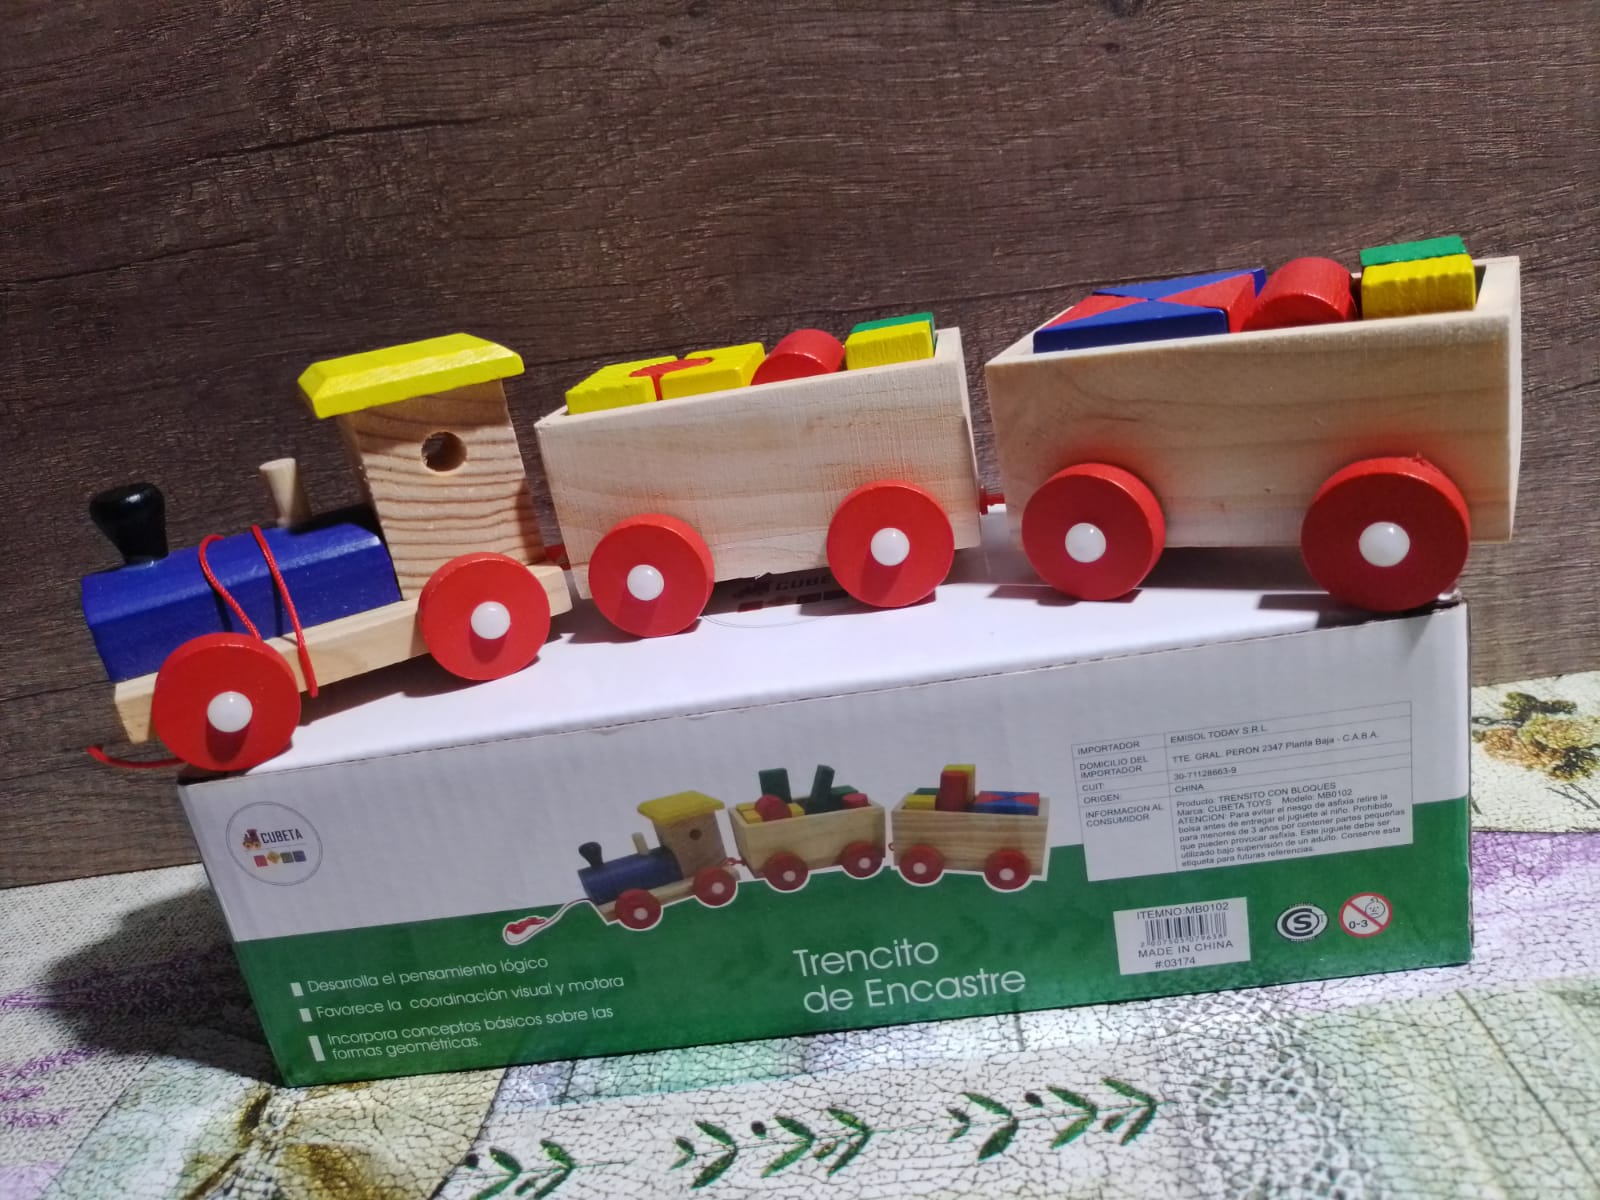 CUBETA
Desarrolla el pensamiento lógico
Favorece la coordinación visual y motora
Incorpora conceptos básicos sobre las
formas geométricas.
Trencito
de Encastre
IMPORTADOR EMISOL TODAY S.R.L.
DOMICILIO DEL
IMPORTADOR TTE. GRAL. PERON 2347 Planta Baja - C.A.B.A.
CUIT: 30-71128663-9
ORIGEN: CHINA
INFORMACION AL
CONSUMIDOR
Producto: TRENSITO CON BLOQUES
Marca: CUBETA TOYS Modelo: MB0102
ATENCION: Para evitar el riesgo de asfixia retire la
bolsa antes de entregar el juguete al niño. Prohibido
para menores de 3 años por contener partes pequeñas
que pueden provocar asfixia. Este juguete debe ser
utilizado bajo supervisión de un adulto. Conserve esta
etiqueta para futuras referencias.
ITEMNO:MB0102
MADE IN CHINA
#:03174
S
0-3